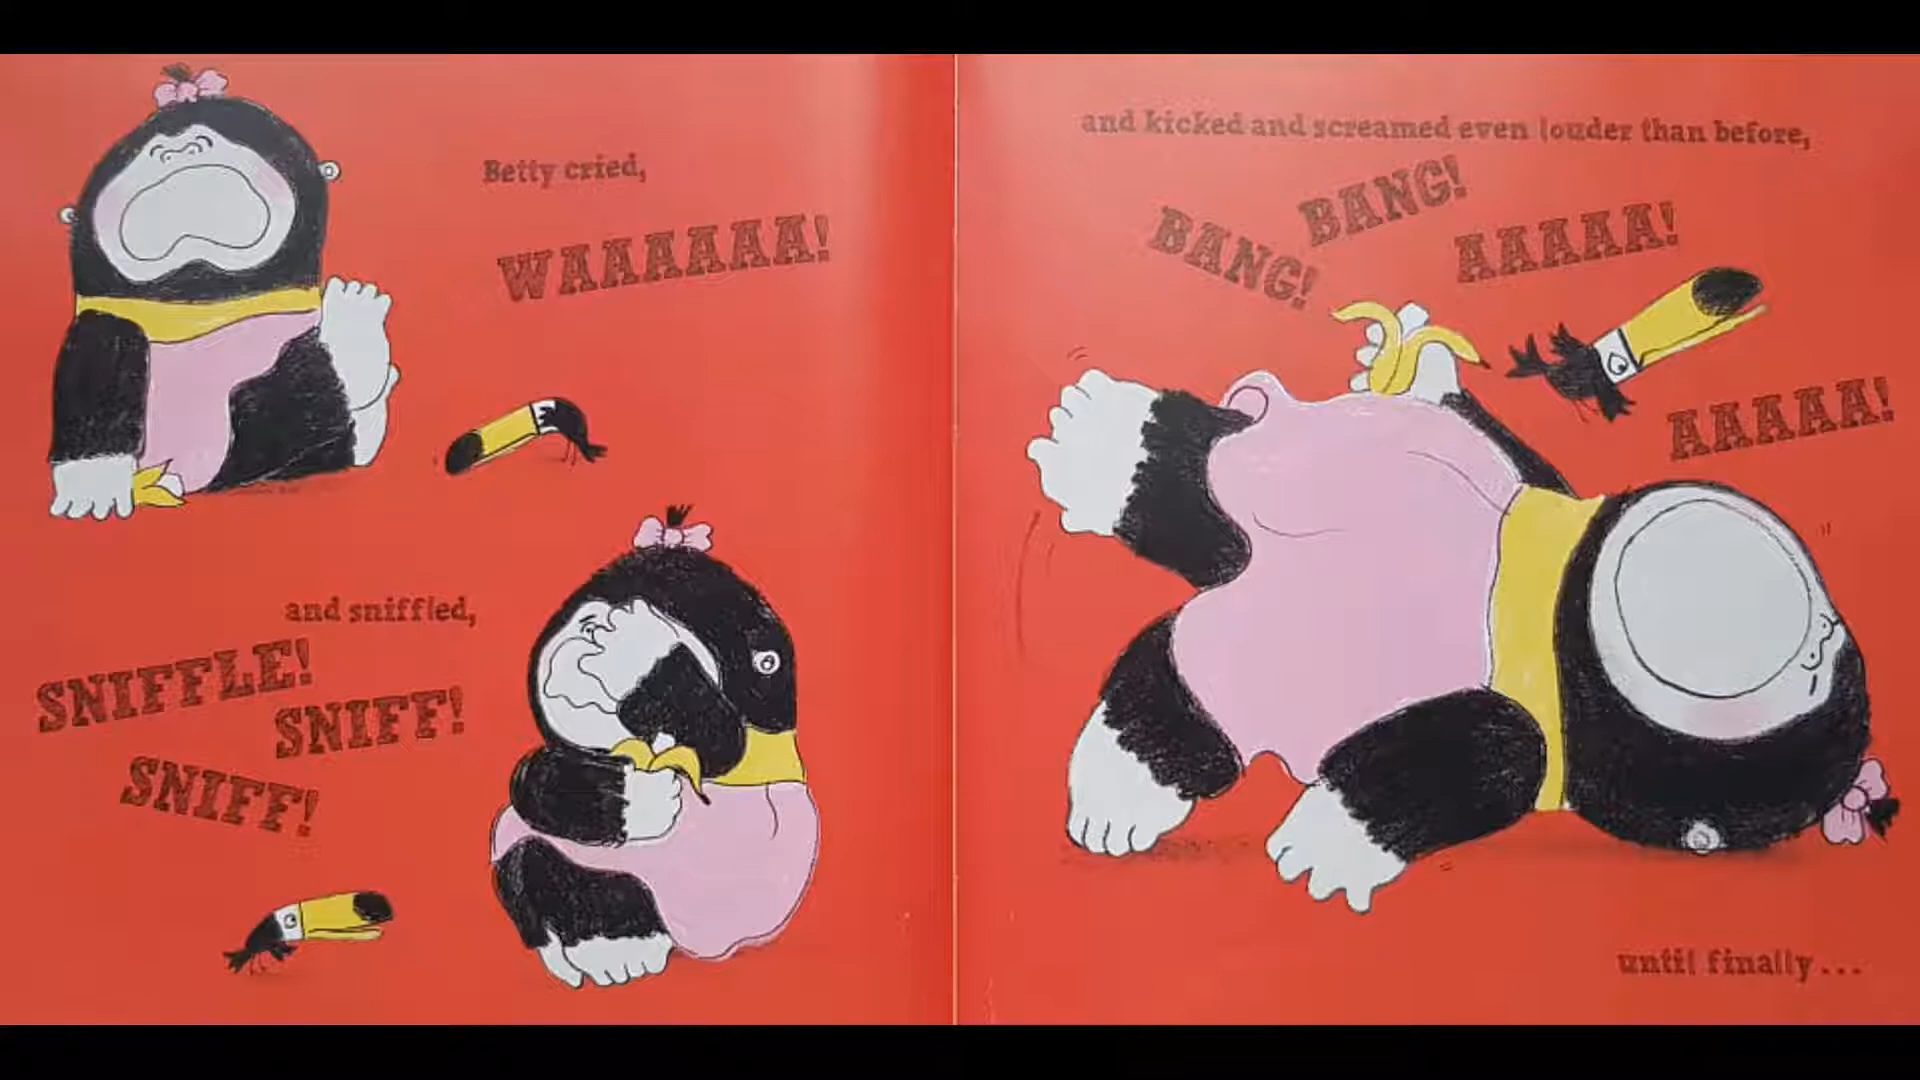 Betty cried,
WAAAAAA!
and sniffled,
SNIFFLE!
SNIFF!
SNIFF!
and kicked and screamed even louder than before,
BANG!
BANG!
AAAAA!
AAAAA!
until finally...